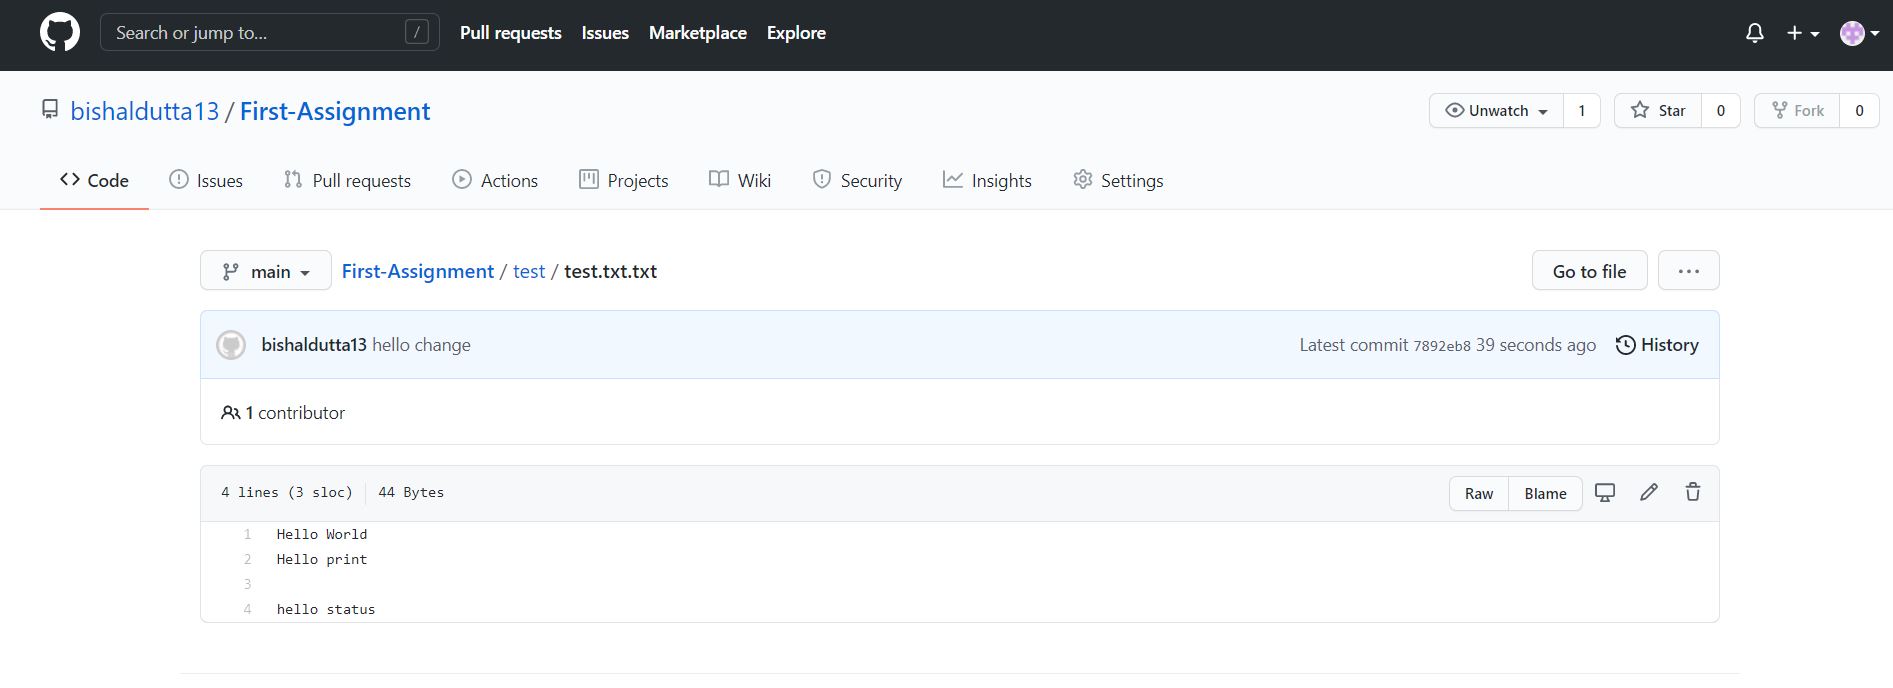 Search or jump to... / Pull requests Issues Marketplace Explore
bishaldutta13 / First-Assignment Unwatch 1 Star 0 Fork 0
Code Issues Pull requests Actions Projects Wiki Security Insights Settings
main First-Assignment / test / test.txt.txt Go to file ...
bishaldutta13 hello change Latest commit 7892eb8 39 seconds ago History
1 contributor
4 lines (3 sloc) 44 Bytes Raw Blame
1 Hello World
2 Hello print
3
4 hello status